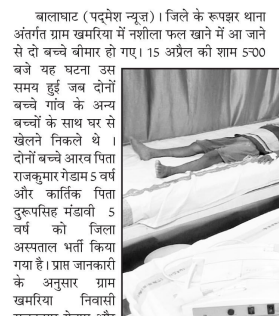 बालाघाट (पद्मेश न्यूज)। जिले के रूपझर थाना
अंतर्गत ग्राम खमरिया में नशीला फल खाने में आ जाने
से दो बच्चे बीमार हो गए। 15 अप्रैल की शाम 5-00
बजे यह घटना उस
समय हुई जब दोनों
बच्चे गांव के अन्य
बच्चों के साथ घर से
खेलने निकले थे ।
दोनों बच्चे आरव पिता
राजकुमार गेडाम 5 वर्ष
और कार्तिक पिता
दुरूपसिह मंडावी 5
वर्ष को जिला
अस्पताल भर्ती किया
गया है। प्राप्त जानकारी
के अनुसार ग्राम
खमरिया निवासी